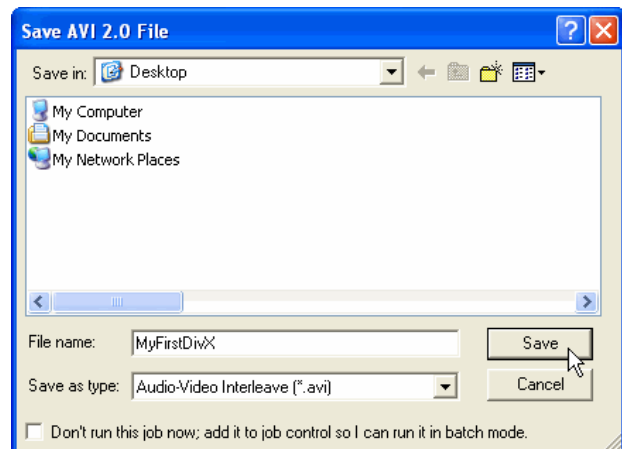 Save AVI 2.0 File
Save in: Desktop
My Computer
My Documents
My Network Places
File name: MyFirstDivX Save
Save as type: Audio-Video Interleave (*.avi) Cancel
Don't run this job now; add it to job control so I can run it in batch mode.